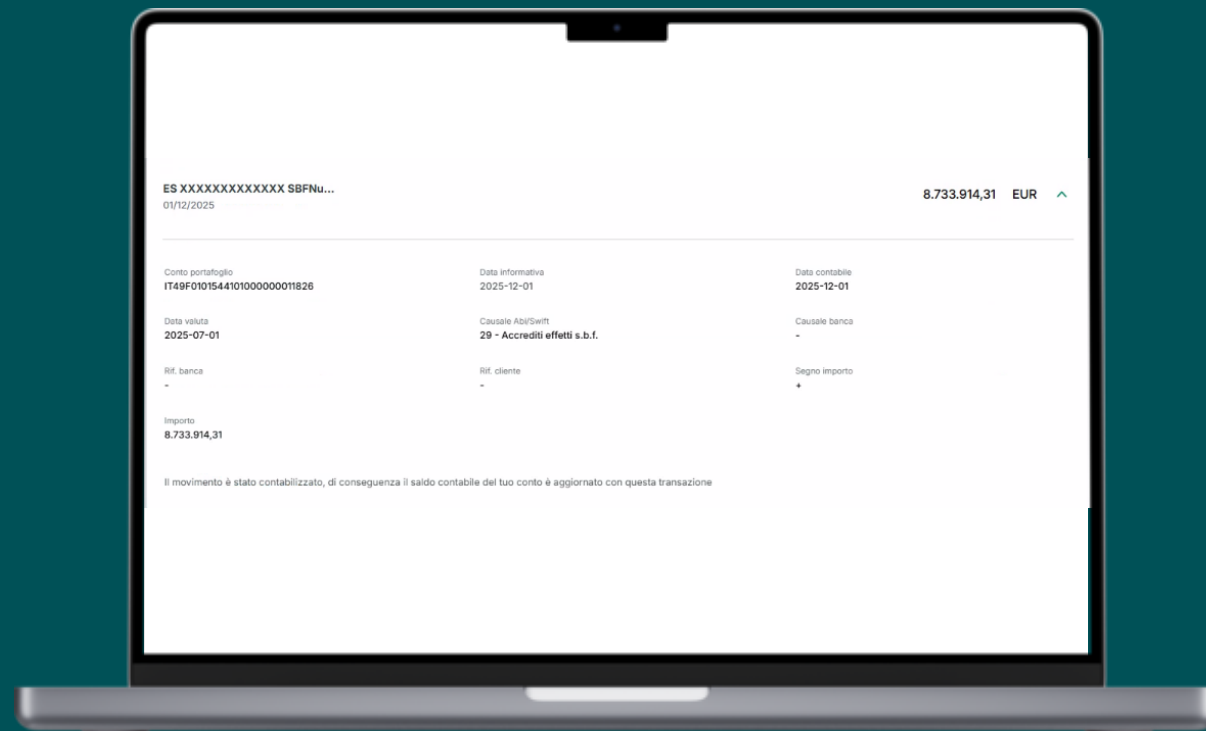 ES XXXXXXXXXXXXX SBFNu...
8.733.914,31 EUR
01/12/2025
Conto portafoglio
IT49F0101544101000000011826
Data informativa
2025-12-01
Data contabile
2025-12-01
Data valuta
2025-07-01
Causale Abi/Swift
29 - Accrediti effetti s.b.f.
Causale banca
-
Rif. banca
-
Rif. cliente
-
Segno importo
+
Importo
8.733.914,31
Il movimento è stato contabilizzato, di conseguenza il saldo contabile del tuo conto è aggiornato con questa transazione